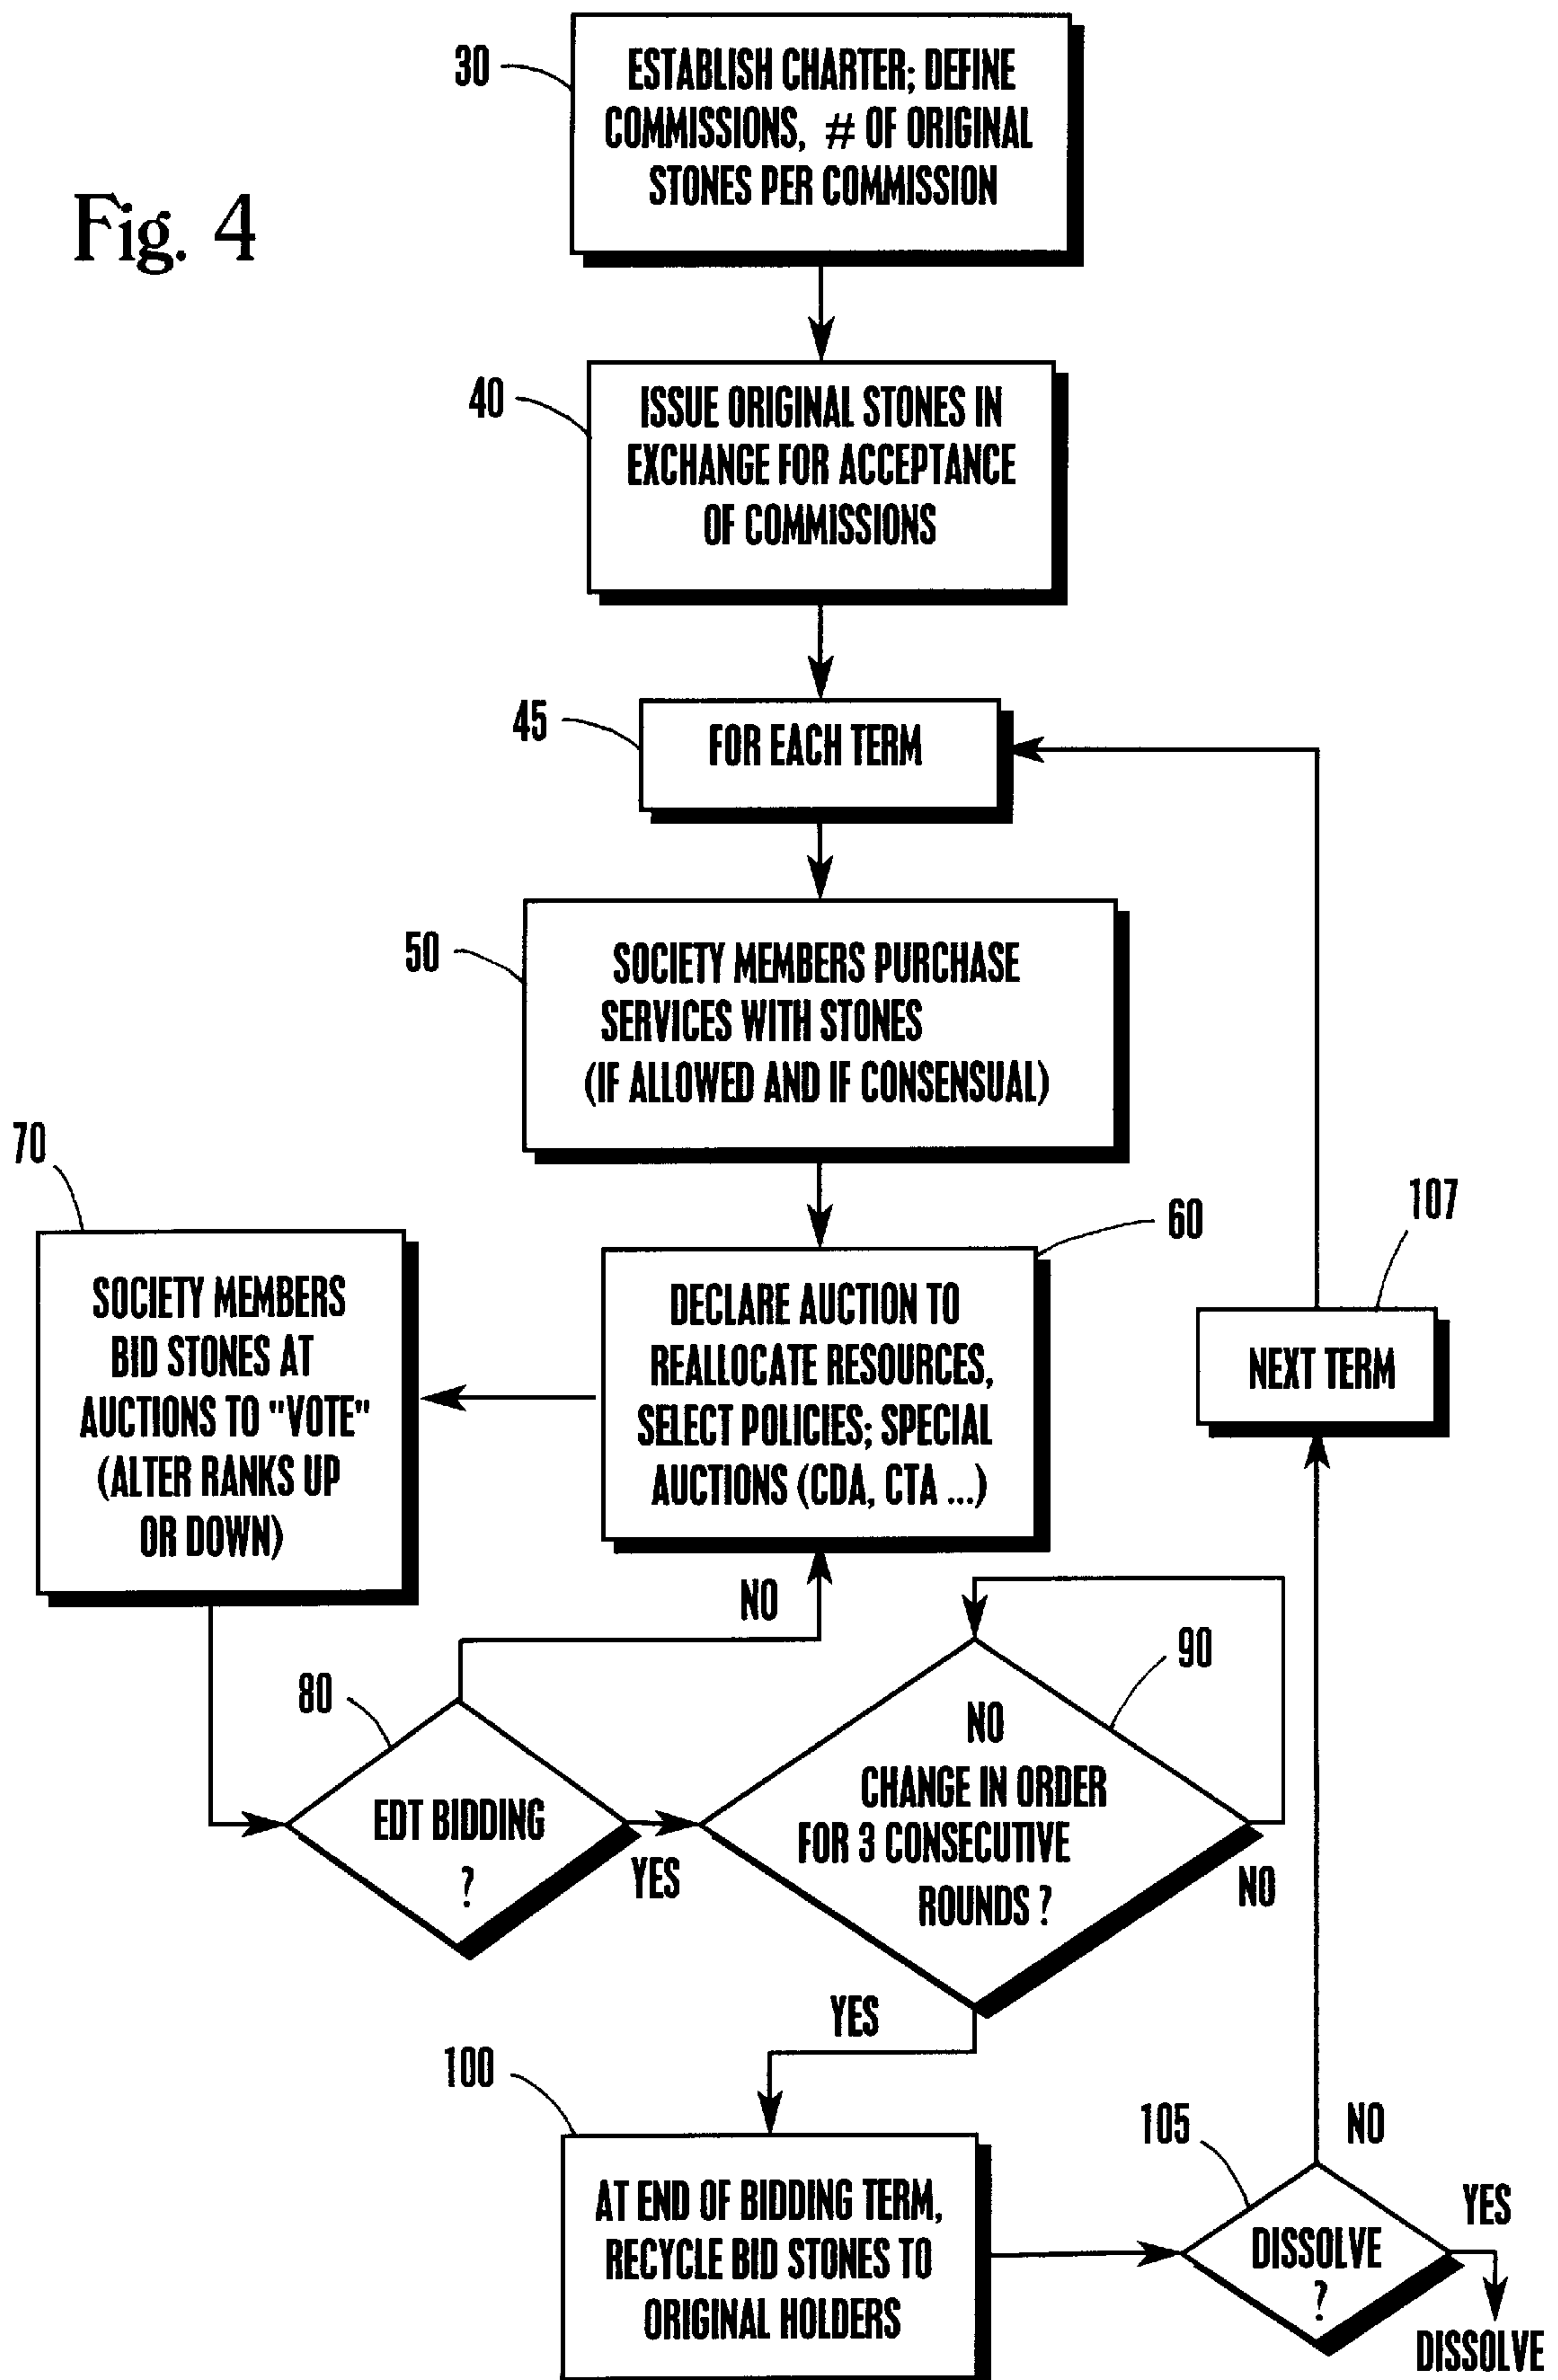 Fig. 4
30
ESTABLISH CHARTER; DEFINE
COMMISSIONS, # OF ORIGINAL
STONES PER COMMISSION
40
ISSUE ORIGINAL STONES IN
EXCHANGE FOR ACCEPTANCE
OF COMMISSIONS
45
FOR EACH TERM
50
SOCIETY MEMBERS PURCHASE
SERVICES WITH STONES
(IF ALLOWED AND IF CONSENSUAL)
60
DECLARE AUCTION TO
REALLOCATE RESOURCES,
SELECT POLICIES; SPECIAL
AUCTIONS (CDA, CTA ...)
70
SOCIETY MEMBERS
BID STONES AT
AUCTIONS TO "VOTE"
(ALTER RANKS UP
OR DOWN)
107
NEXT TERM
NO
80
EDT BIDDING
?
YES
90
NO
CHANGE IN ORDER
FOR 3 CONSECUTIVE
ROUNDS ?
NO
YES
100
AT END OF BIDDING TERM,
RECYCLE BID STONES TO
ORIGINAL HOLDERS
105
DISSOLVE
?
NO
YES
DISSOLVE